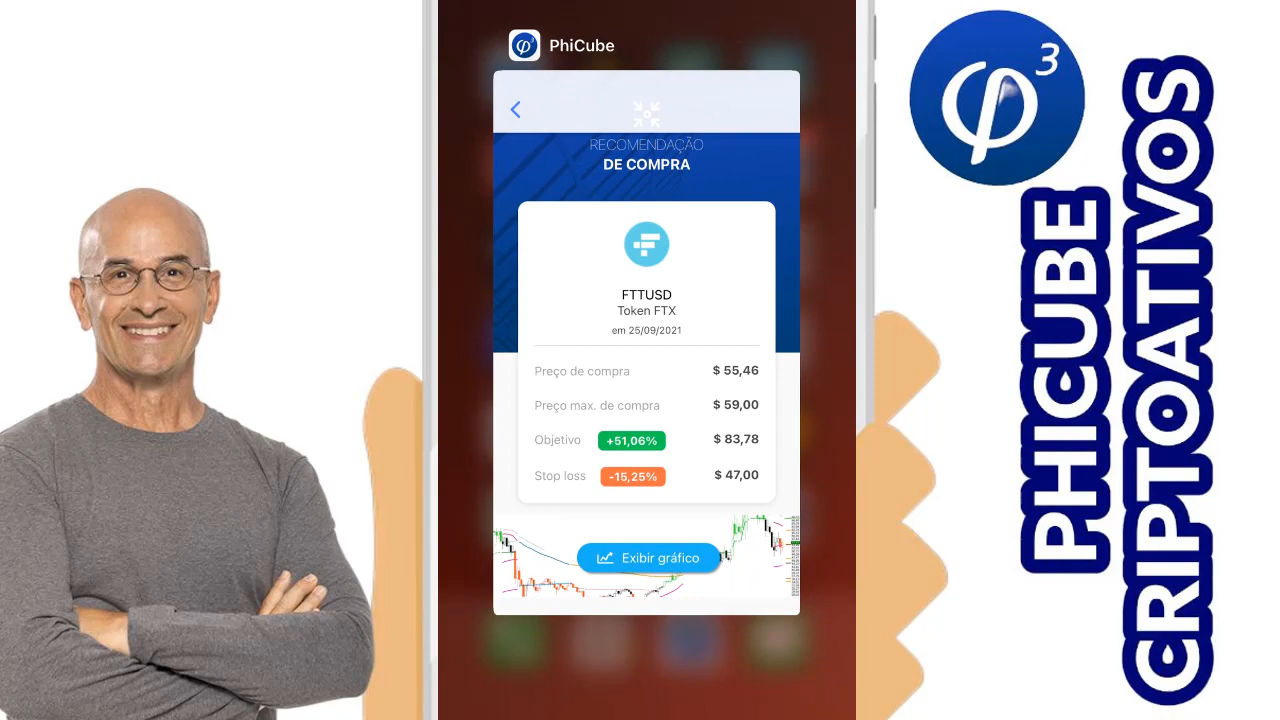 PhiCube
RECOMENDAÇÃO
DE COMPRA
FTTUSD
Token FTX
em 25/09/2021
Preço de compra $ 55,46
Preço max. de compra $ 59,00
Objetivo +51,06% $ 83,78
Stop loss -15,25% $ 47,00
Exibir gráfico
φ3
PHICUBE
CRIPTOATIVOS